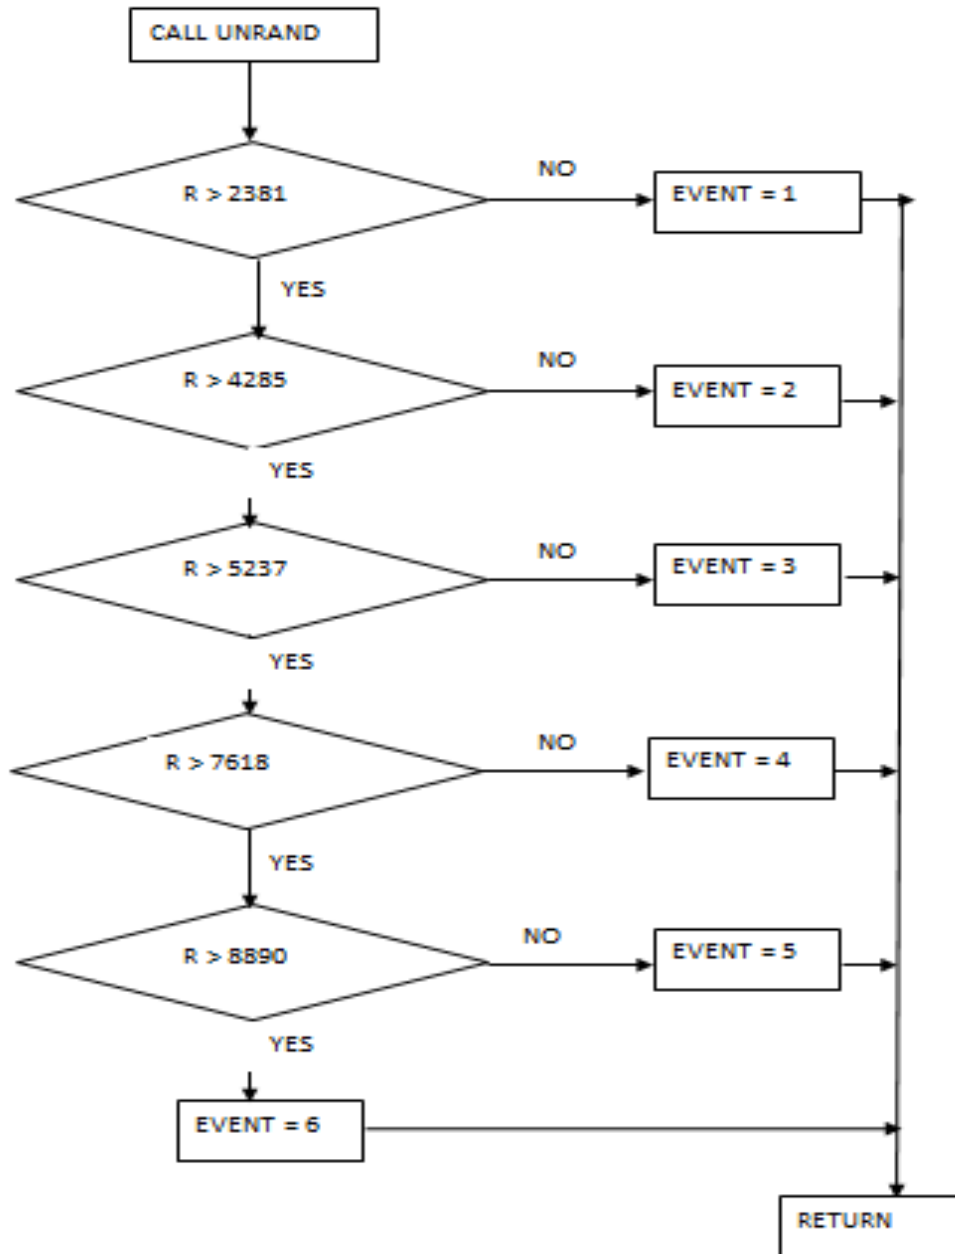 CALL UNRAND
R > 2381
NO
EVENT = 1
YES
R > 4285
NO
EVENT = 2
YES
R > 5237
NO
EVENT = 3
YES
R > 7618
NO
EVENT = 4
YES
R > 8890
NO
EVENT = 5
YES
EVENT = 6
RETURN